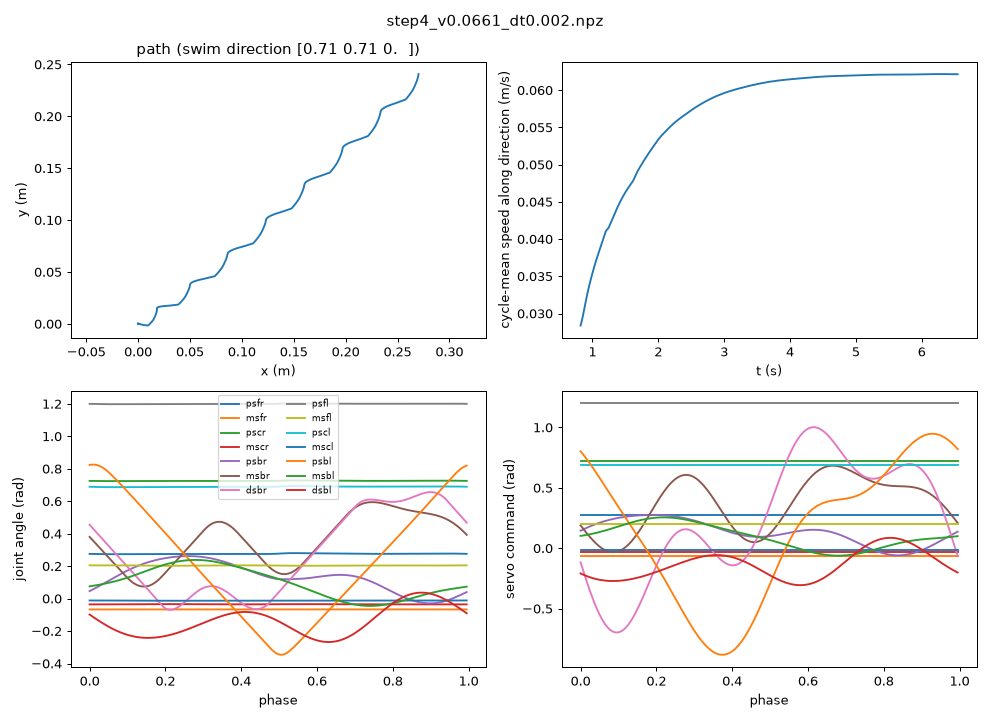 step4_v0.0661_dt0.002.npz
path (swim direction [0.71 0.71 0.  ])
0.25
0.20
0.15
0.10
0.05
0.00
y (m)
−0.05 0.00 0.05 0.10 0.15 0.20 0.25 0.30
x (m)
cycle-mean speed along direction (m/s)
0.060
0.055
0.050
0.045
0.040
0.035
0.030
1 2 3 4 5 6
t (s)
joint angle (rad)
1.2
1.0
0.8
0.6
0.4
0.2
0.0
−0.2
−0.4
psfr psfl
msfr msfl
pscr pscl
mscr mscl
psbr psbl
msbr msbl
dsbr dsbl
0.0 0.2 0.4 0.6 0.8 1.0
phase
servo command (rad)
1.0
0.5
0.0
−0.5
0.0 0.2 0.4 0.6 0.8 1.0
phase